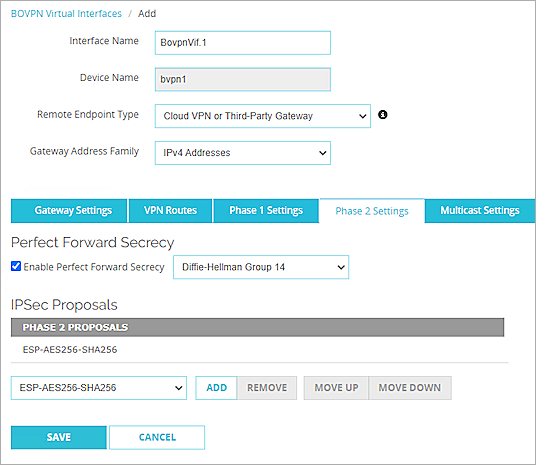 BOVPN Virtual Interfaces / Add
Interface Name BovpnVif.1
Device Name bvpn1
Remote Endpoint Type Cloud VPN or Third-Party Gateway
Gateway Address Family IPv4 Addresses
Gateway Settings VPN Routes Phase 1 Settings Phase 2 Settings Multicast Settings
Perfect Forward Secrecy
Enable Perfect Forward Secrecy Diffie-Hellman Group 14
IPSec Proposals
PHASE 2 PROPOSALS
ESP-AES256-SHA256
ESP-AES256-SHA256 ADD REMOVE MOVE UP MOVE DOWN
SAVE CANCEL